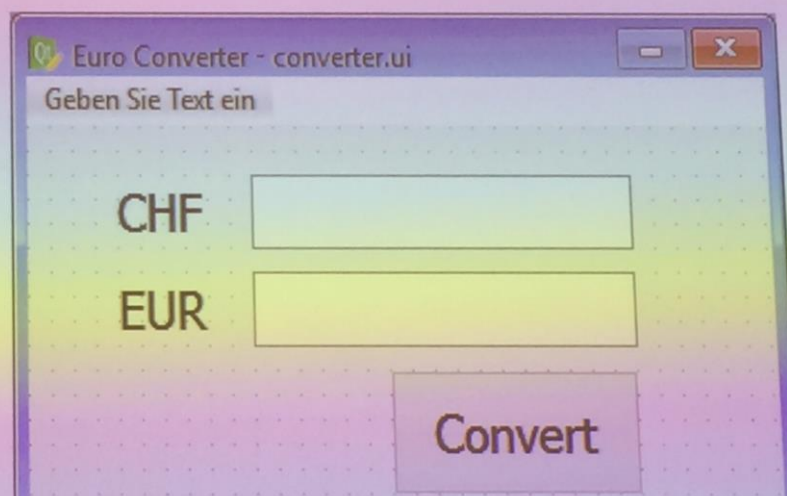 Euro Converter - converter.ui
Geben Sie Text ein
CHF
EUR
Convert